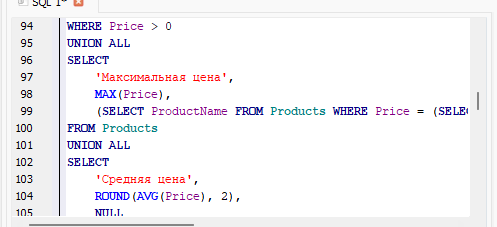 SQL 1*
94 WHERE Price > 0
95 UNION ALL
96 SELECT
97 'Максимальная цена',
98 MAX(Price),
99 (SELECT ProductName FROM Products WHERE Price = (SELE
100 FROM Products
101 UNION ALL
102 SELECT
103 'Средняя цена',
104 ROUND(AVG(Price), 2),
105 NULL